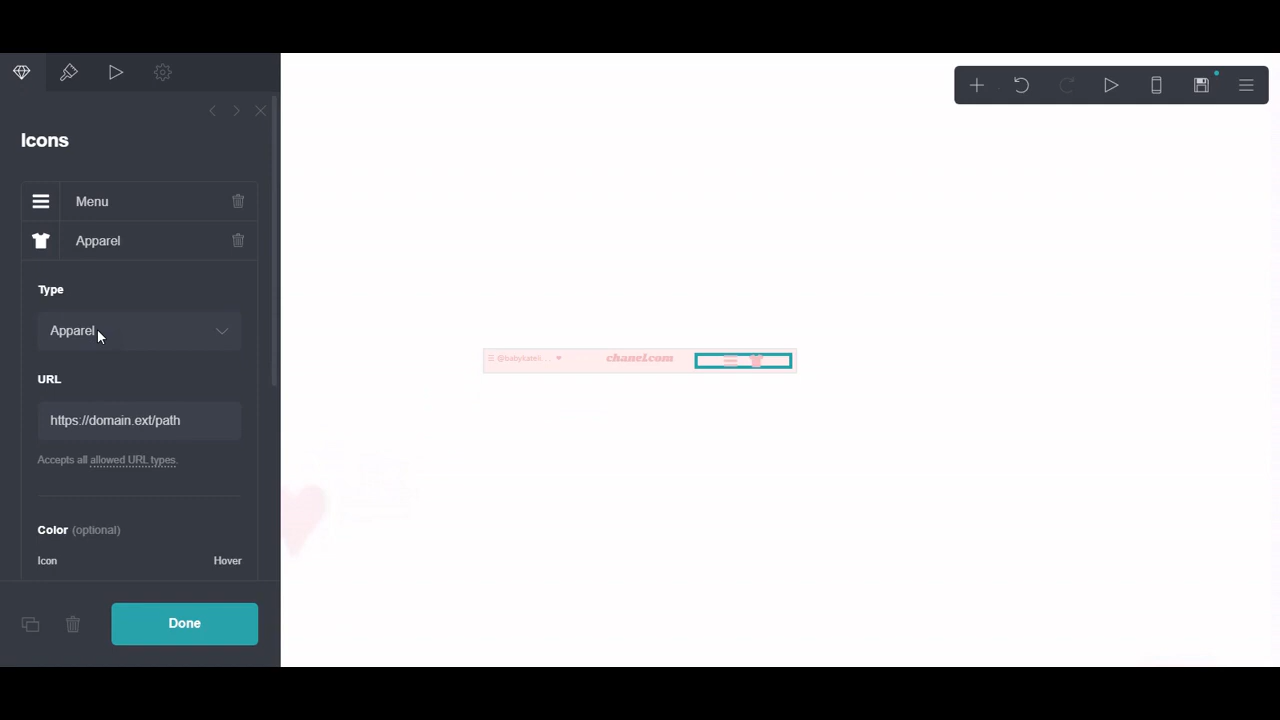 Icons
Menu
Apparel
Type
Apparel
URL
https://domain.ext/path
Accepts all allowed URL types.
Color (optional)
Icon Hover
Done
@babykateli. . . ❤ chanel.com